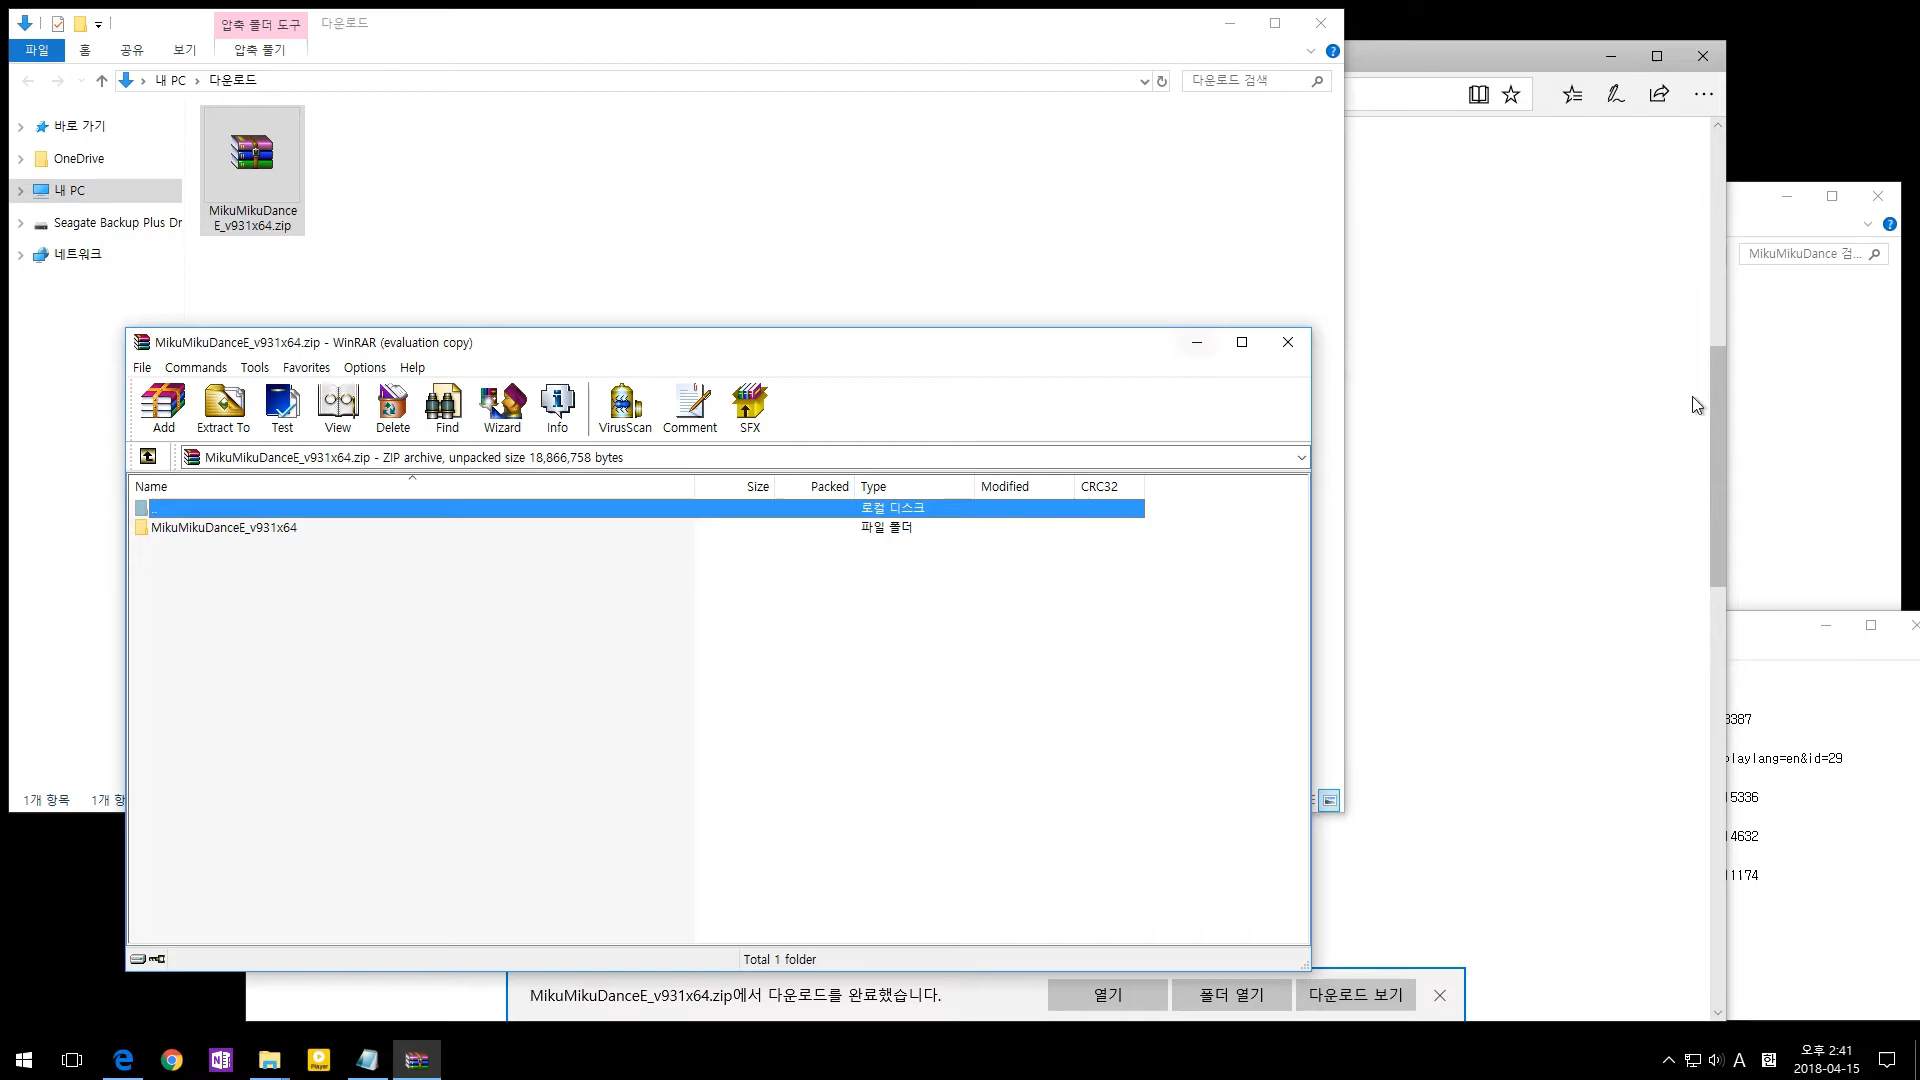 압축 폴더 도구
다운로드
파일
홈
공유
보기
압축 풀기
내 PC
다운로드
다운로드 검색
바로 가기
OneDrive
내 PC
Seagate Backup Plus Dr
네트워크
MikuMikuDance
E_v931x64.zip
1개 항목
1개 항
MikuMikuDance 검...
MikuMikuDanceE_v931x64.zip - WinRAR (evaluation copy)
File Commands Tools Favorites Options Help
Add Extract To Test View Delete Find Wizard Info VirusScan Comment SFX
MikuMikuDanceE_v931x64.zip - ZIP archive, unpacked size 18,866,758 bytes
Name Size Packed Type Modified CRC32
.. 로컬 디스크
MikuMikuDanceE_v931x64 파일 폴더
Total 1 folder
3387
playlang=en&id=29
15336
14632
11174
MikuMikuDanceE_v931x64.zip에서 다운로드를 완료했습니다.
열기
폴더 열기
다운로드 보기
A
한
오후 2:41
2018-04-15